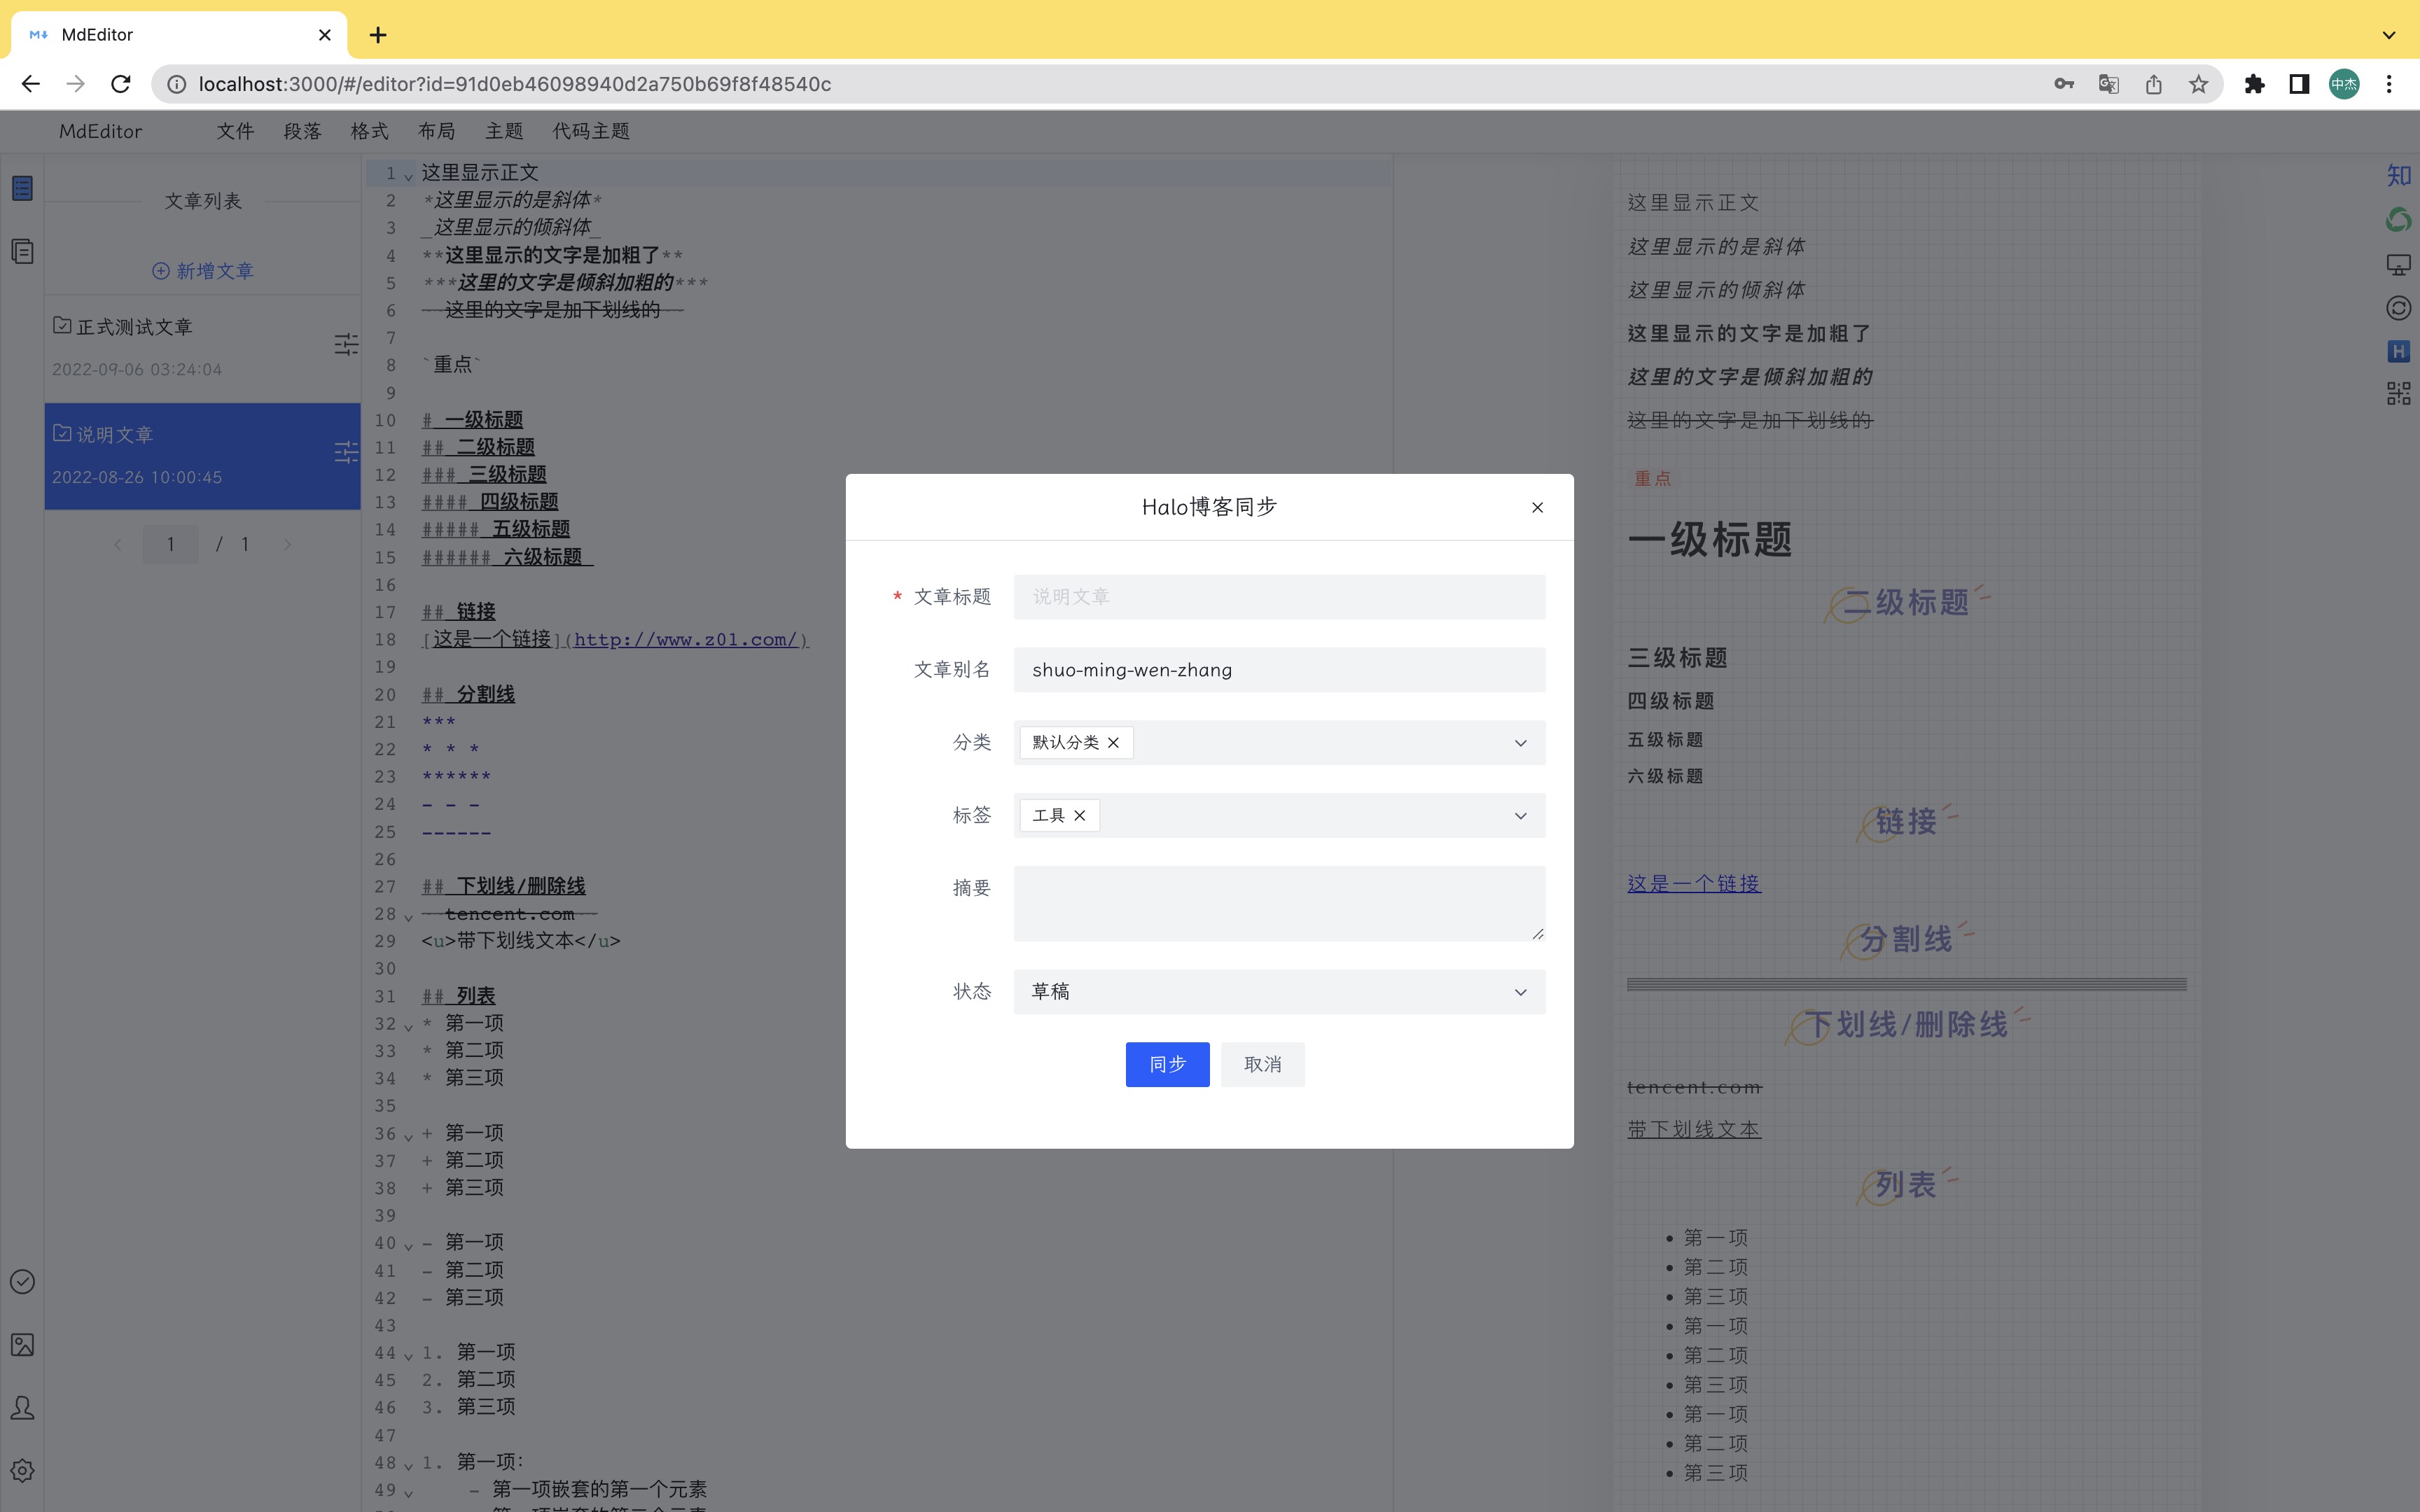 MdEditor
localhost:3000/#/editor?id=91d0eb46098940d2a750b69f8f48540c
中杰
MdEditor 文件 段落 格式 布局 主题 代码主题
文章列表
新增文章
正式测试文章
2022-09-06 03:24:04
说明文章
2022-08-26 10:00:45
1 / 1
1 这里显示正文
2 *这里显示的是斜体*
3 _这里显示的倾斜体_
4 **这里显示的文字是加粗了**
5 ***这里的文字是倾斜加粗的***
6 ~~这里的文字是加下划线的~~
7
8 `重点`
9
10 # 一级标题
11 ## 二级标题
12 ### 三级标题
13 #### 四级标题
14 ##### 五级标题
15 ###### 六级标题
16
17 ## 链接
18 [这是一个链接](http://www.z01.com/)
19
20 ## 分割线
21 ***
22 * * *
23 ******
24 - - -
25 ------
26
27 ## 下划线/删除线
28 ~~tencent.com~~
29 <u>带下划线文本</u>
30
31 ## 列表
32 * 第一项
33 * 第二项
34 * 第三项
35
36 + 第一项
37 + 第二项
38 + 第三项
39
40 - 第一项
41 - 第二项
42 - 第三项
43
44 1. 第一项
45 2. 第二项
46 3. 第三项
47
48 1. 第一项:
49 - 第一项嵌套的第一个元素
Halo博客同步
* 文章标题 说明文章
文章别名 shuo-ming-wen-zhang
分类 默认分类
标签 工具
摘要
状态 草稿
同步 取消
这里显示正文
这里显示的是斜体
这里显示的倾斜体
这里显示的文字是加粗了
这里的文字是倾斜加粗的
这里的文字是加下划线的
重点
一级标题
二级标题
三级标题
四级标题
五级标题
六级标题
链接
这是一个链接
分割线
下划线/删除线
tencent.com
带下划线文本
列表
• 第一项
• 第二项
• 第三项
• 第一项
• 第二项
• 第三项
• 第一项
• 第二项
• 第三项
知
H